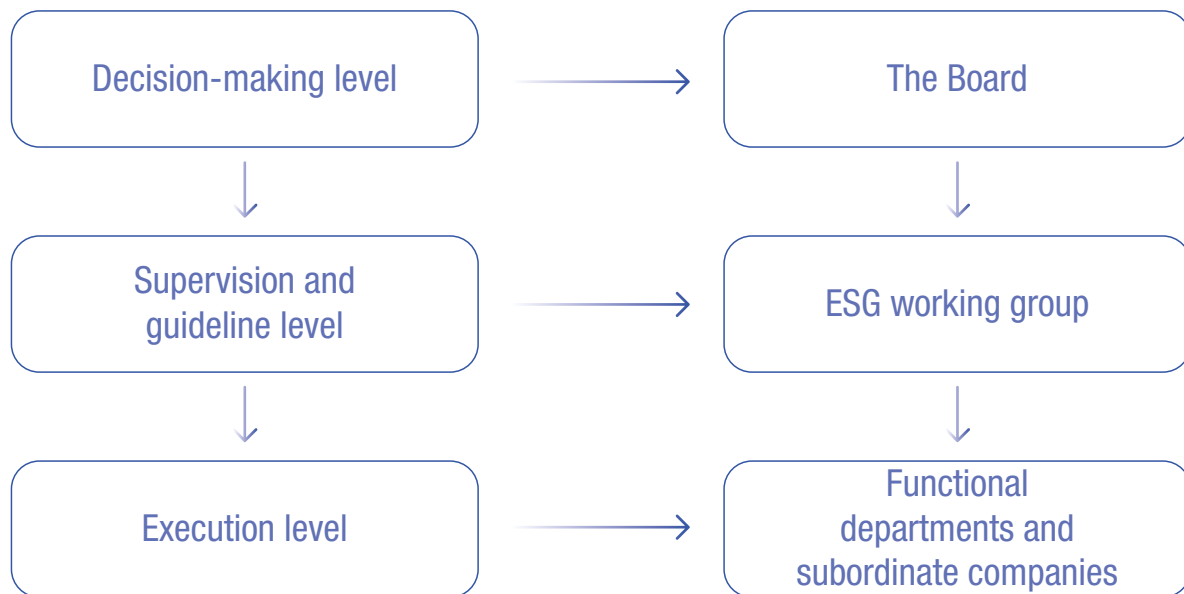 Decision-making level
The Board
Supervision and
guideline level
ESG working group
Execution level
Functional
departments and
subordinate companies